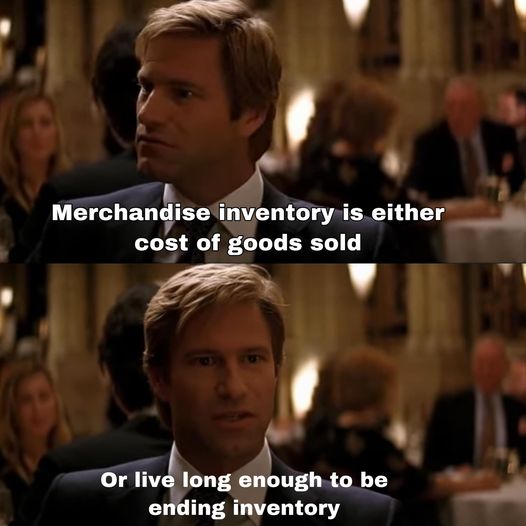 Merchandise inventory is either
cost of goods sold
Or live long enough to be
ending inventory